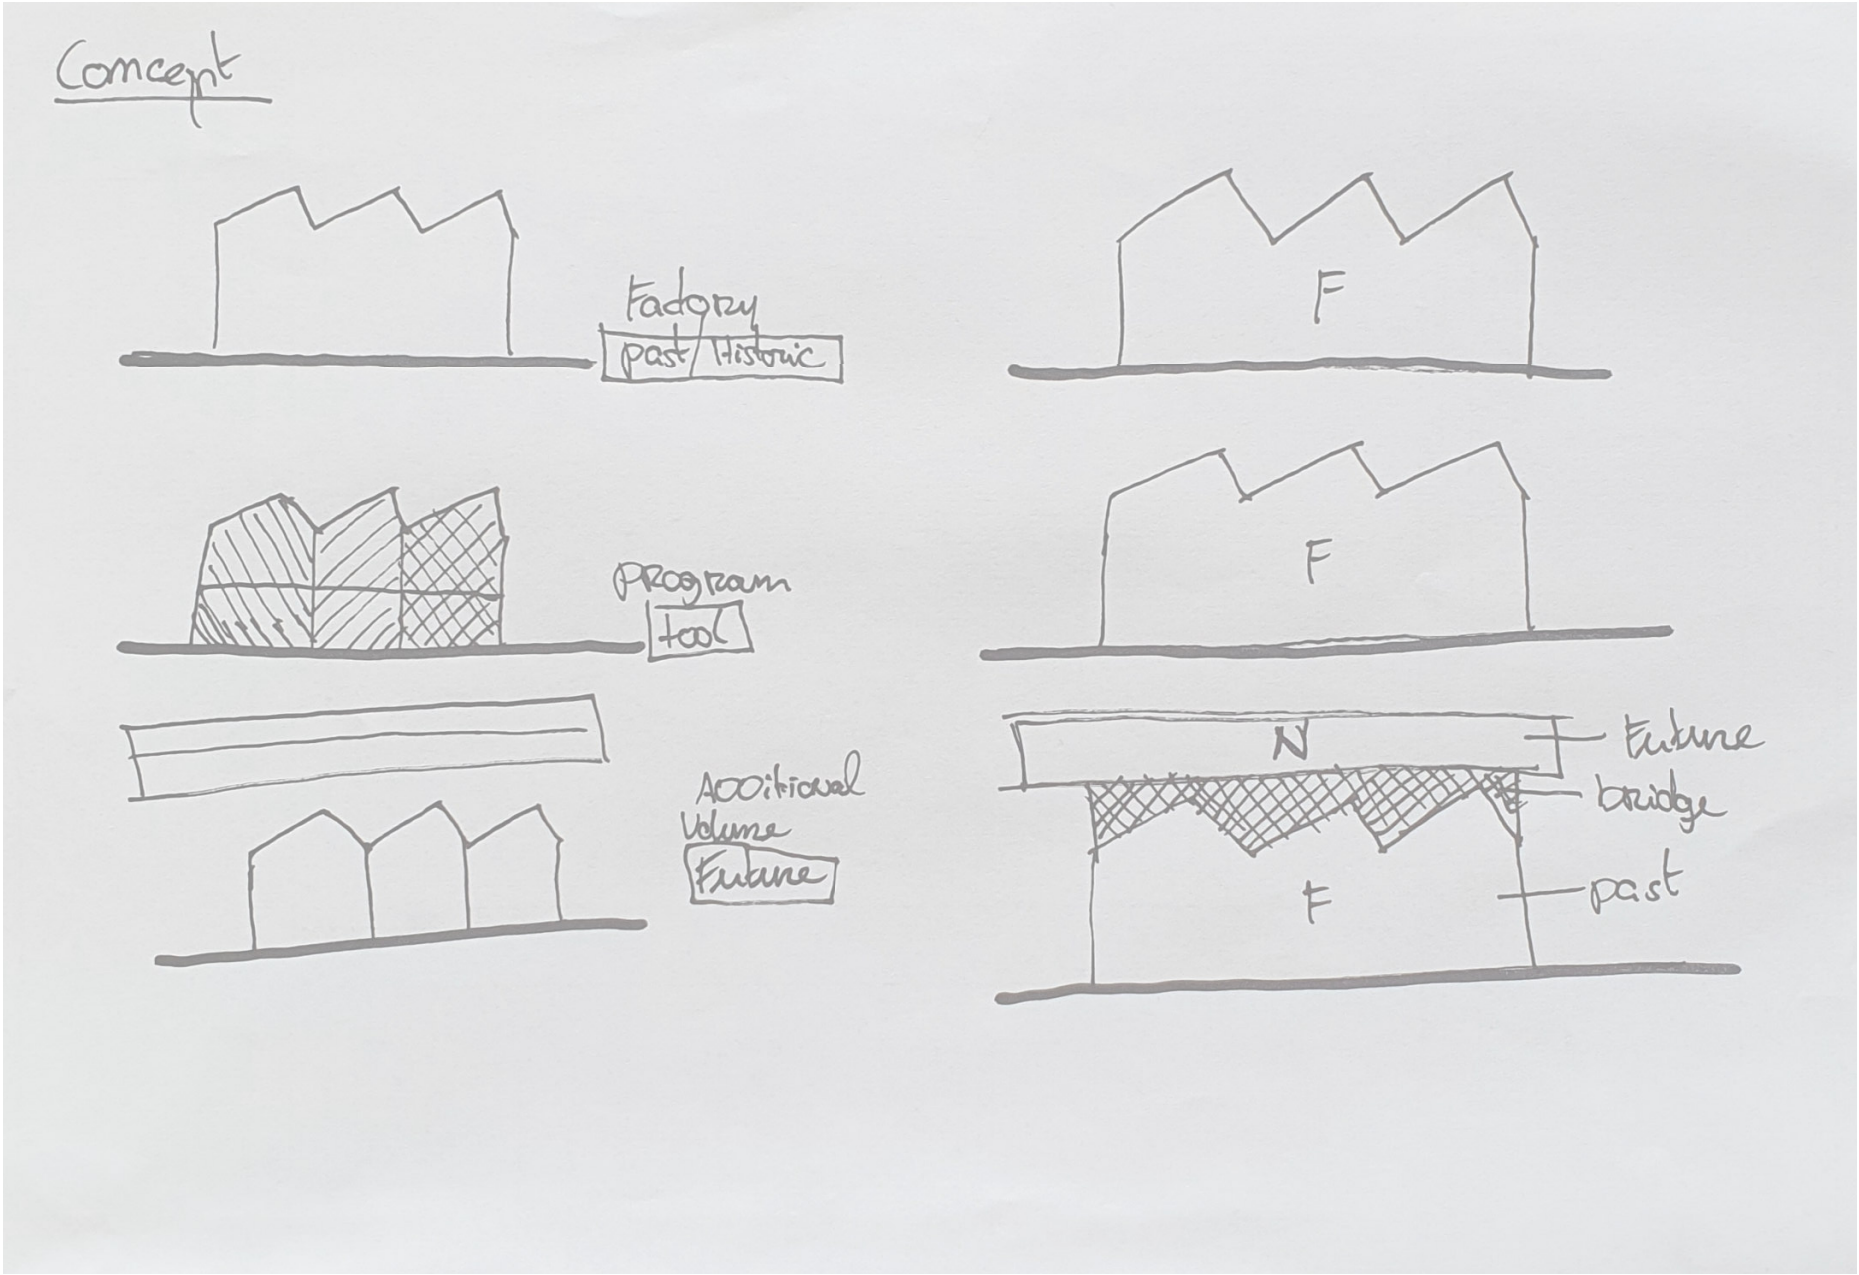 Concept
Factory
past/Historic
program
tool
Additional
Volume
Future
F
F
N
Future
bridge
F
past